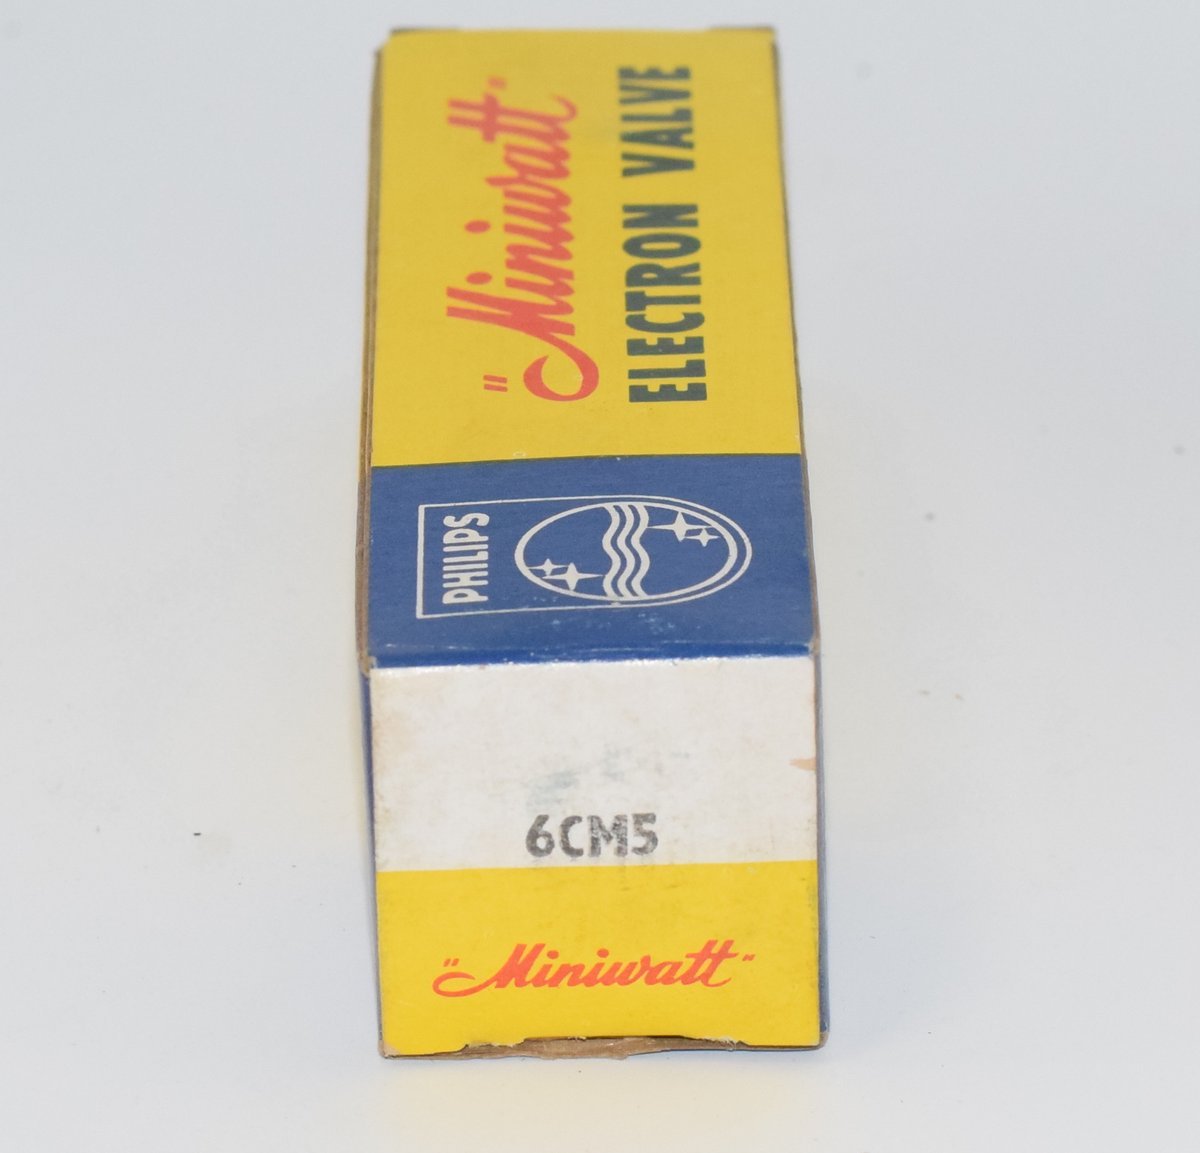 "Miniwatt"
ELECTRON VALVE
PHILIPS
6CM5
"Miniwatt"